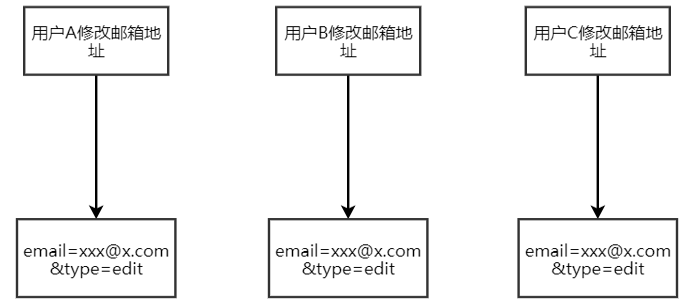 用户A修改邮箱地
址
用户B修改邮箱地
址
用户C修改邮箱地
址
email=xxx@x.com
&type=edit
email=xxx@x.com
&type=edit
email=xxx@x.com
&type=edit